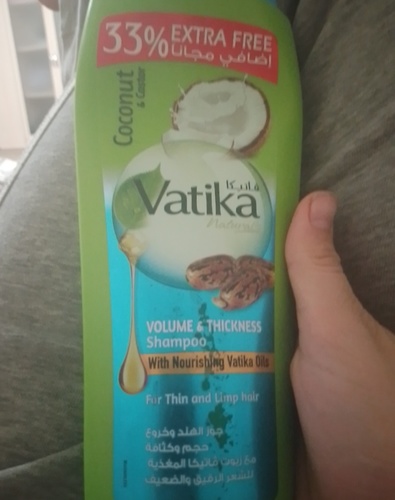 33% EXTRA FREE
إضافي مجانا
Coconut
& Castor
فاتيكا
Vatika
Naturals
VOLUME & THICKNESS
Shampoo
With Nourishing Vatika Oils
For Thin and Limp hair
جوز الهند وخروع
حجم وكثافة
مع زيوت فاتيكا المغذية
للشعر الرقيق والضعيف